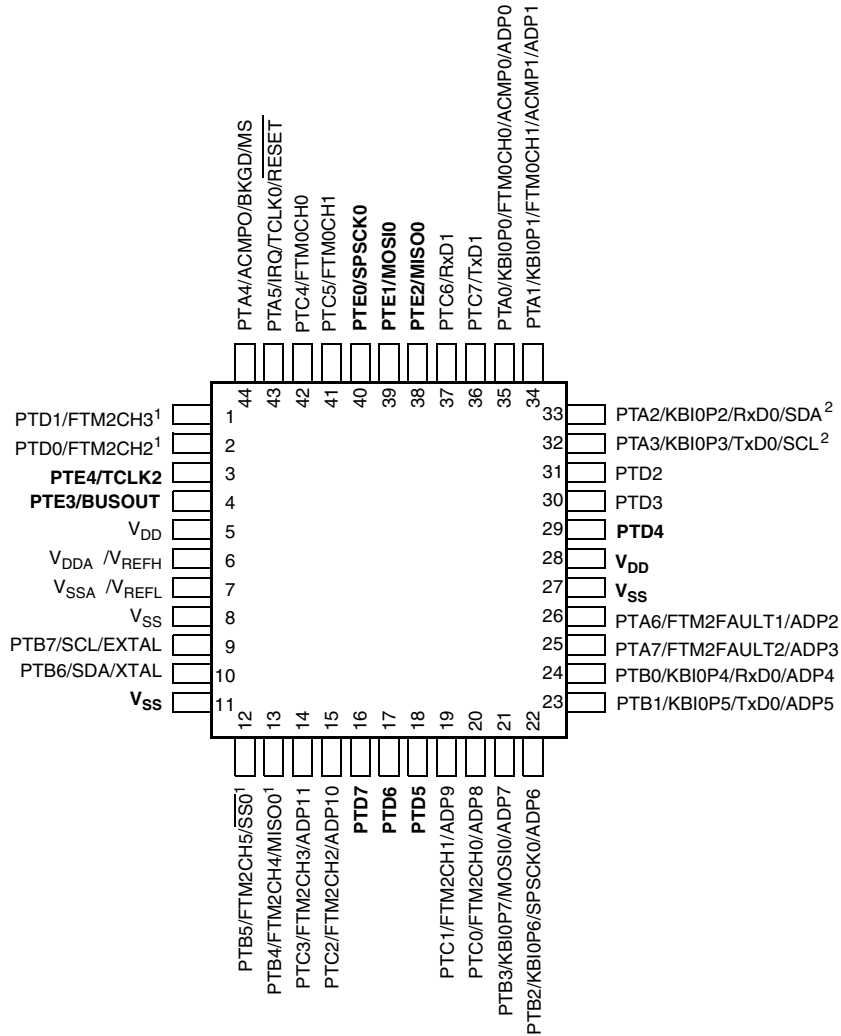 PTA4/ACMPO/BKGD/MS
PTA5/IRQ/TCLK0/RESET
PTC4/FTM0CH0
PTC5/FTM0CH1
PTE0/SPSCK0
PTE1/MOSI0
PTE2/MISO0
PTC6/RxD1
PTC7/TxD1
PTA0/KBI0P0/FTM0CH0/ACMP0/ADP0
PTA1/KBI0P1/FTM0CH1/ACMP1/ADP1
44
43
42
41
40
39
38
37
36
35
34
PTD1/FTM2CH3¹ 1
PTD0/FTM2CH2¹ 2
PTE4/TCLK2 3
PTE3/BUSOUT 4
VDD 5
VDDA /VREFH 6
VSSA /VREFL 7
VSS 8
PTB7/SCL/EXTAL 9
PTB6/SDA/XTAL 10
VSS 11
33 PTA2/KBI0P2/RxD0/SDA²
32 PTA3/KBI0P3/TxD0/SCL²
31 PTD2
30 PTD3
29 PTD4
28 VDD
27 VSS
26 PTA6/FTM2FAULT1/ADP2
25 PTA7/FTM2FAULT2/ADP3
24 PTB0/KBI0P4/RxD0/ADP4
23 PTB1/KBI0P5/TxD0/ADP5
12
13
14
15
16
17
18
19
20
21
22
PTB5/FTM2CH5/SS0¹
PTB4/FTM2CH4/MISO0¹
PTC3/FTM2CH3/ADP11
PTC2/FTM2CH2/ADP10
PTD7
PTD6
PTD5
PTC1/FTM2CH1/ADP9
PTC0/FTM2CH0/ADP8
PTB3/KBI0P7/MOSI0/ADP7
PTB2/KBI0P6/SPSCK0/ADP6